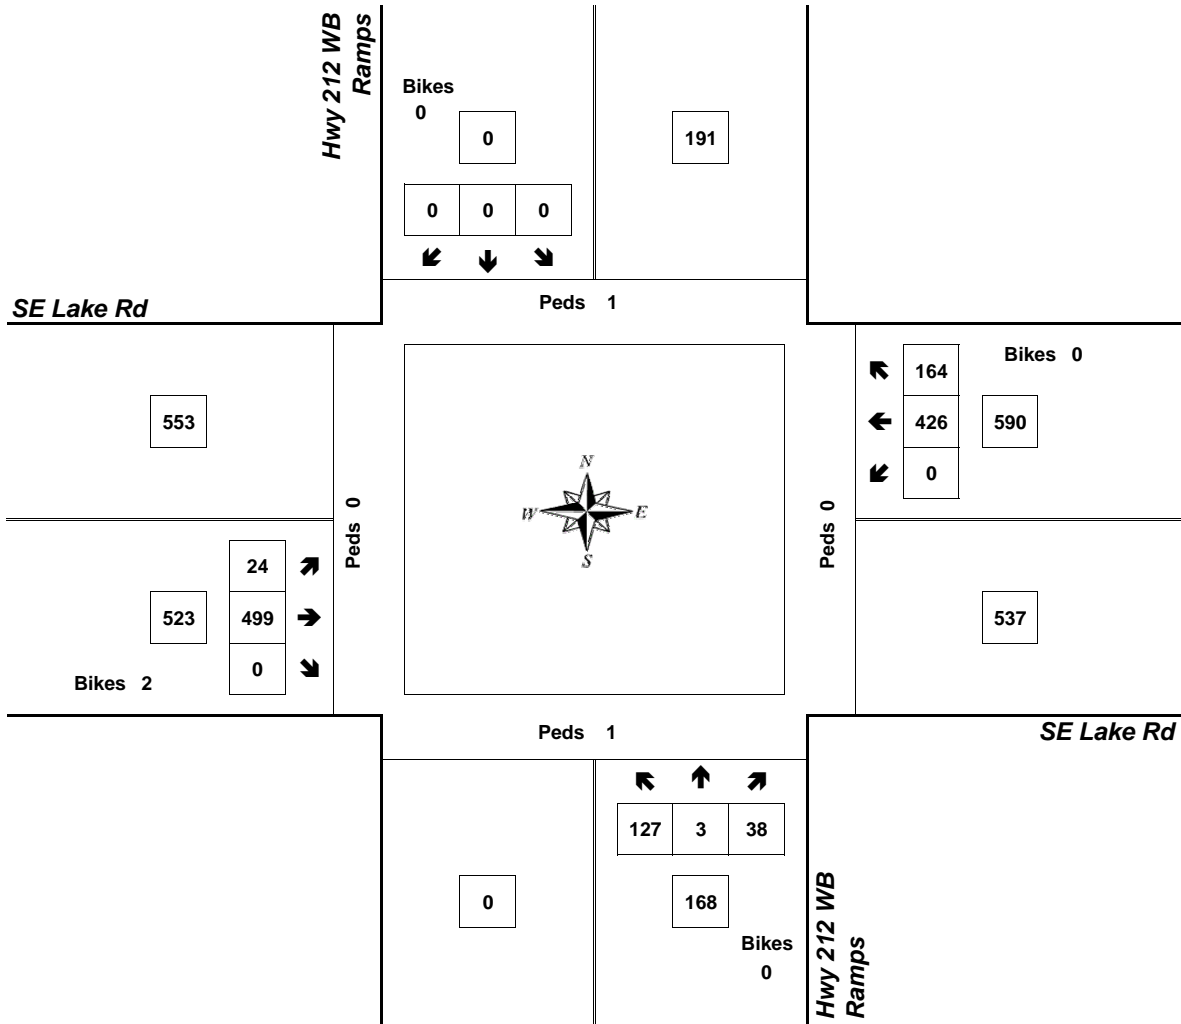 Hwy 212 WB
Ramps
Bikes
0
0
191
0 0 0
Peds 1
SE Lake Rd
553
164
426
0
590
Bikes 0
N
W E
S
Peds 0
Peds 0
24
499
0
523
Bikes 2
537
Peds 1
SE Lake Rd
127 3 38
0
168
Bikes
0
Hwy 212 WB
Ramps